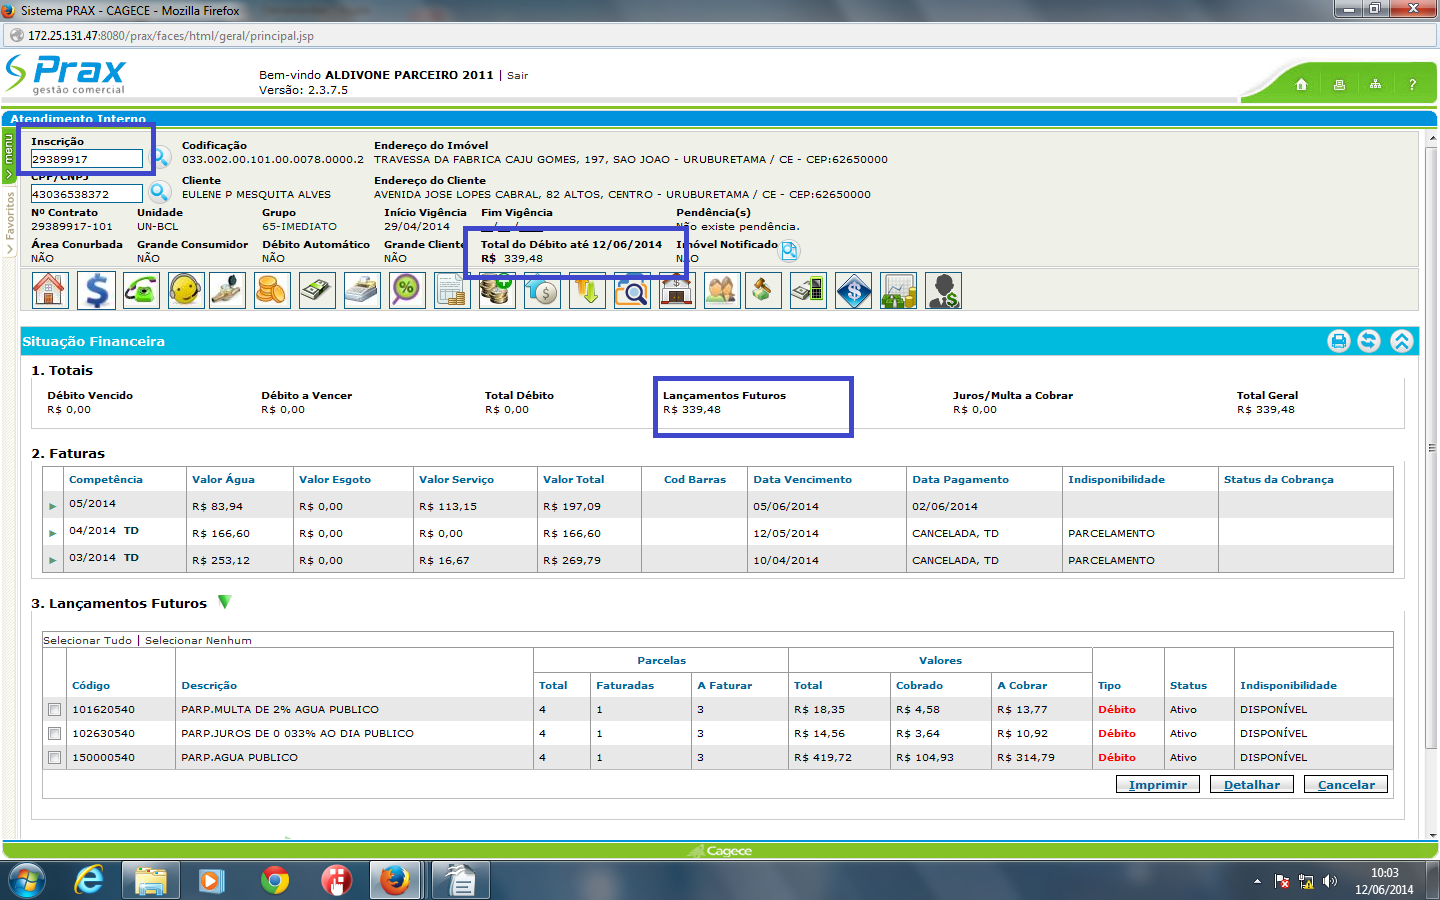 Sistema PRAX - CAGECE - Mozilla Firefox
172.25.131.47:8080/prax/faces/html/geral/principal.jsp
Prax
gestão comercial
Bem-vindo ALDIVONE PARCEIRO 2011 | Sair
Versão: 2.3.7.5
?
Atendimento Interno
menu
Favoritos
Inscrição Codificação Endereço do Imóvel
29389917 033.002.00.101.00.0078.0000.2 TRAVESSA DA FABRICA CAJU GOMES, 197, SAO JOAO - URUBURETAMA / CE - CEP:62650000
CPF/CNPJ Cliente Endereço do Cliente
43036538372 EULENE P MESQUITA ALVES AVENIDA JOSE LOPES CABRAL, 82 ALTOS, CENTRO - URUBURETAMA / CE - CEP:62650000
Nº Contrato Unidade Grupo Início Vigência Fim Vigência Pendência(s)
29389917-101 UN-BCL 65-IMEDIATO 29/04/2014 __/__/____ Não existe pendência.
Área Conurbada Grande Consumidor Débito Automático Grande Cliente Total do Débito até 12/06/2014 Imóvel Notificado
NÃO NÃO NÃO NÃO R$ 339,48 NÃO
Situação Financeira
1. Totais
Débito Vencido Débito a Vencer Total Débito Lançamentos Futuros Juros/Multa a Cobrar Total Geral
R$ 0,00 R$ 0,00 R$ 0,00 R$ 339,48 R$ 0,00 R$ 339,48
2. Faturas
Competência Valor Água Valor Esgoto Valor Serviço Valor Total Cod Barras Data Vencimento Data Pagamento Indisponibilidade Status da Cobrança
05/2014 R$ 83,94 R$ 0,00 R$ 113,15 R$ 197,09 05/06/2014 02/06/2014
04/2014 TD R$ 166,60 R$ 0,00 R$ 0,00 R$ 166,60 12/05/2014 CANCELADA, TD PARCELAMENTO
03/2014 TD R$ 253,12 R$ 0,00 R$ 16,67 R$ 269,79 10/04/2014 CANCELADA, TD PARCELAMENTO
3. Lançamentos Futuros
Selecionar Tudo | Selecionar Nenhum
Parcelas Valores
Código Descrição Total Faturadas A Faturar Total Cobrado A Cobrar Tipo Status Indisponibilidade
101620540 PARP.MULTA DE 2% AGUA PUBLICO 4 1 3 R$ 18,35 R$ 4,58 R$ 13,77 Débito Ativo DISPONÍVEL
102630540 PARP.JUROS DE 0 033% AO DIA PUBLICO 4 1 3 R$ 14,56 R$ 3,64 R$ 10,92 Débito Ativo DISPONÍVEL
150000540 PARP.AGUA PUBLICO 4 1 3 R$ 419,72 R$ 104,93 R$ 314,79 Débito Ativo DISPONÍVEL
Imprimir Detalhar Cancelar
Cagece
10:03
12/06/2014